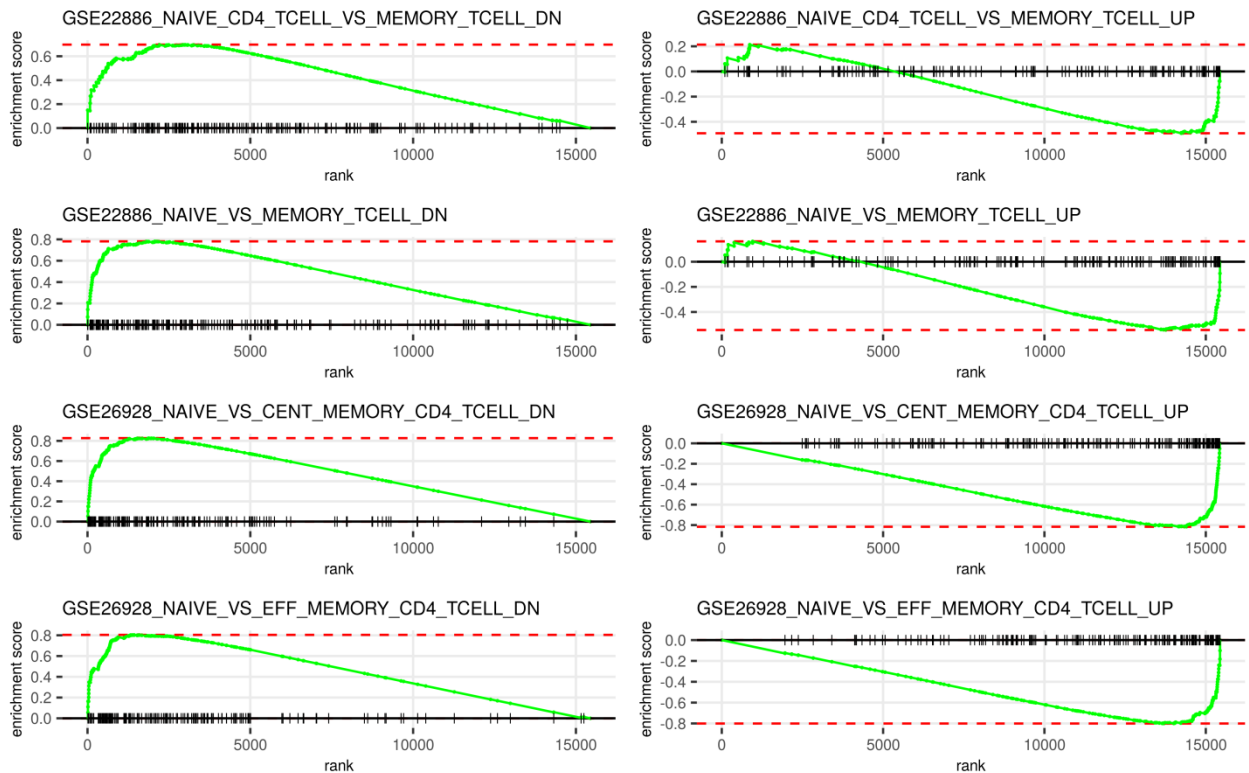 GSE22886_NAIVE_CD4_TCELL_VS_MEMORY_TCELL_DN
enrichment score
0.6
0.4
0.2
0.0
0 5000 10000 15000
rank
GSE22886_NAIVE_CD4_TCELL_VS_MEMORY_TCELL_UP
enrichment score
0.2
0.0
-0.2
-0.4
0 5000 10000 15000
rank
GSE22886_NAIVE_VS_MEMORY_TCELL_DN
enrichment score
0.8
0.6
0.4
0.2
0.0
0 5000 10000 15000
rank
GSE22886_NAIVE_VS_MEMORY_TCELL_UP
enrichment score
0.0
-0.2
-0.4
0 5000 10000 15000
rank
GSE26928_NAIVE_VS_CENT_MEMORY_CD4_TCELL_DN
enrichment score
0.8
0.6
0.4
0.2
0.0
0 5000 10000 15000
rank
GSE26928_NAIVE_VS_CENT_MEMORY_CD4_TCELL_UP
enrichment score
0.0
-0.2
-0.4
-0.6
-0.8
0 5000 10000 15000
rank
GSE26928_NAIVE_VS_EFF_MEMORY_CD4_TCELL_DN
enrichment score
0.8
0.6
0.4
0.2
0.0
0 5000 10000 15000
rank
GSE26928_NAIVE_VS_EFF_MEMORY_CD4_TCELL_UP
enrichment score
0.0
-0.2
-0.4
-0.6
-0.8
0 5000 10000 15000
rank